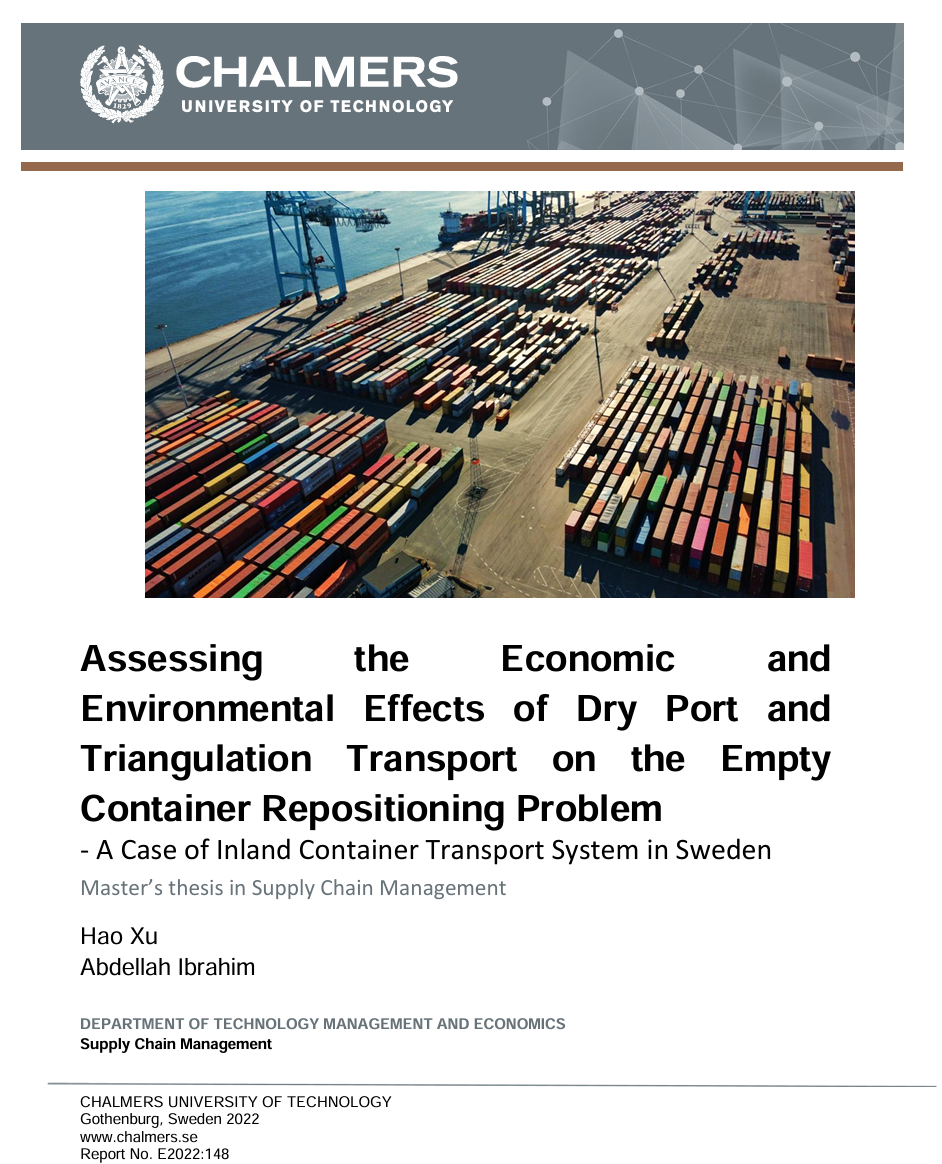 AVANCEZ
1829
CHALMERS
UNIVERSITY OF TECHNOLOGY
Assessing the Economic and
Environmental Effects of Dry Port and
Triangulation Transport on the Empty
Container Repositioning Problem
- A Case of Inland Container Transport System in Sweden
Master’s thesis in Supply Chain Management
Hao Xu
Abdellah Ibrahim
DEPARTMENT OF TECHNOLOGY MANAGEMENT AND ECONOMICS
Supply Chain Management
CHALMERS UNIVERSITY OF TECHNOLOGY
Gothenburg, Sweden 2022
www.chalmers.se
Report No. E2022:148